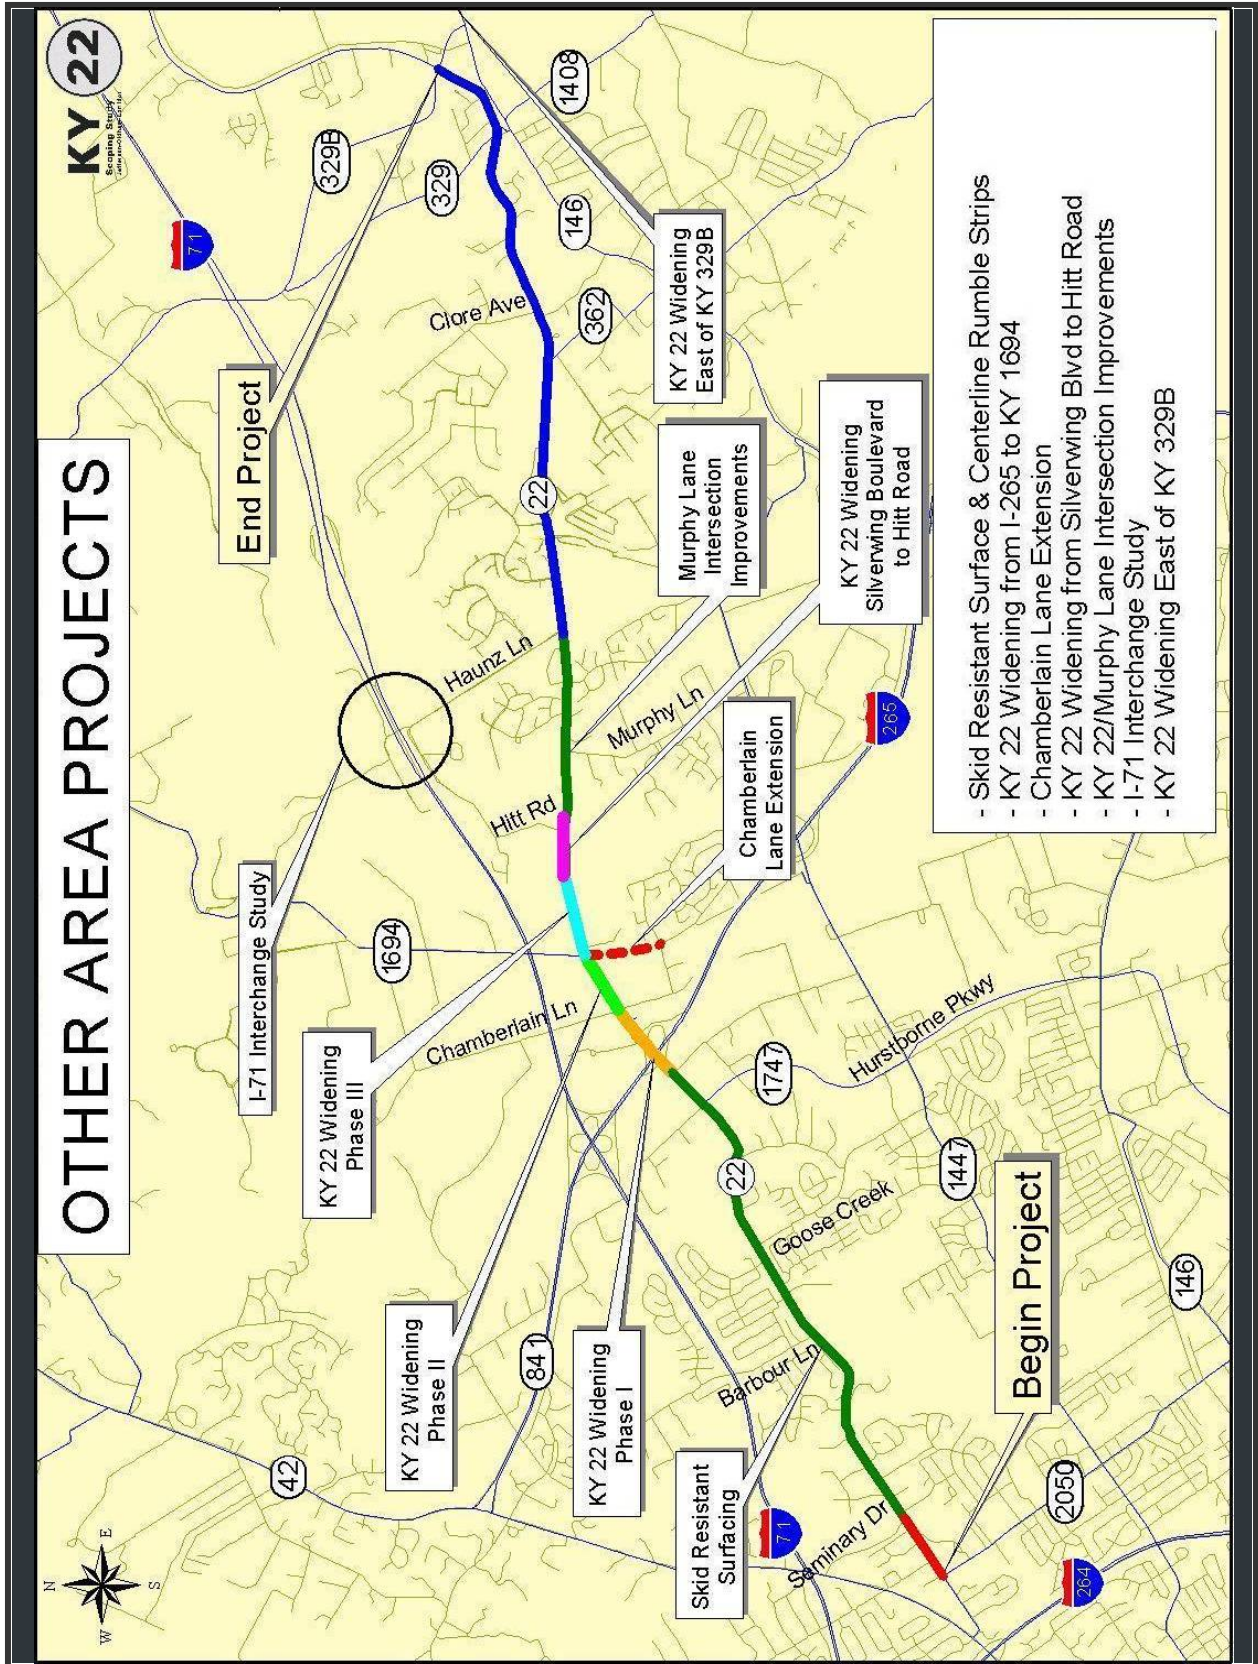 OTHER AREA PROJECTS
KY 22
Scoping Study
N
W
E
S
42
841
71
264
2050
146
1447
1747
22
1694
265
22
362
146
329
329B
1408
71
I-71 Interchange Study
End Project
KY 22 Widening
Phase III
KY 22 Widening
Phase II
KY 22 Widening
Phase I
Skid Resistant
Surfacing
Begin Project
Chamberlain
Lane Extension
Murphy Lane
Intersection
Improvements
KY 22 Widening
Silverwing Boulevard
to Hitt Road
KY 22 Widening
East of KY 329B
Saminary Dr
Barbour Ln
Goose Creek
Hurstborne Pkwy
Chamberlain Ln
Hitt Rd
Murphy Ln
Haunz Ln
Clore Ave
- Skid Resistant Surface & Centerline Rumble Strips
- KY 22 Widening from I-265 to KY 1694
- Chamberlain Lane Extension
- KY 22 Widening from Silverwing Blvd to Hitt Road
- KY 22/Murphy Lane Intersection Improvements
- I-71 Interchange Study
- KY 22 Widening East of KY 329B